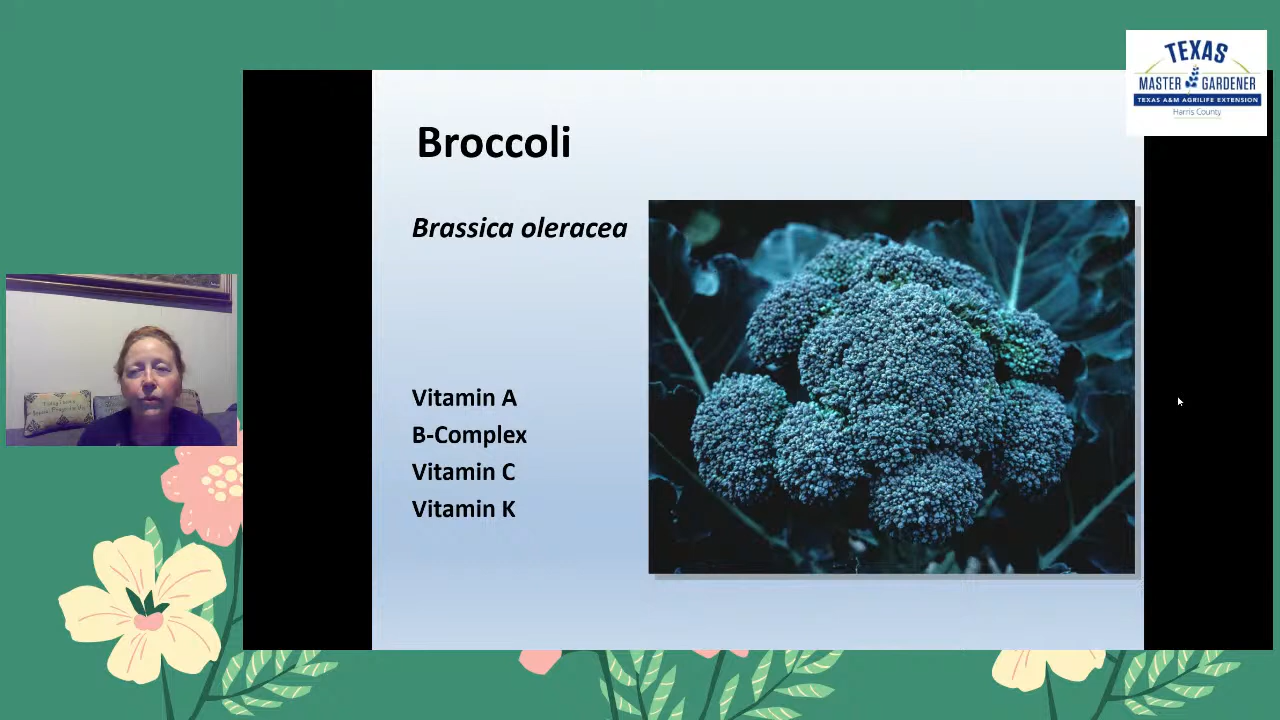 Broccoli
Brassica oleracea
Vitamin A
B-Complex
Vitamin C
Vitamin K
TEXAS
MASTER GARDENER
TEXAS A&M AGRILIFE EXTENSION
Harris County